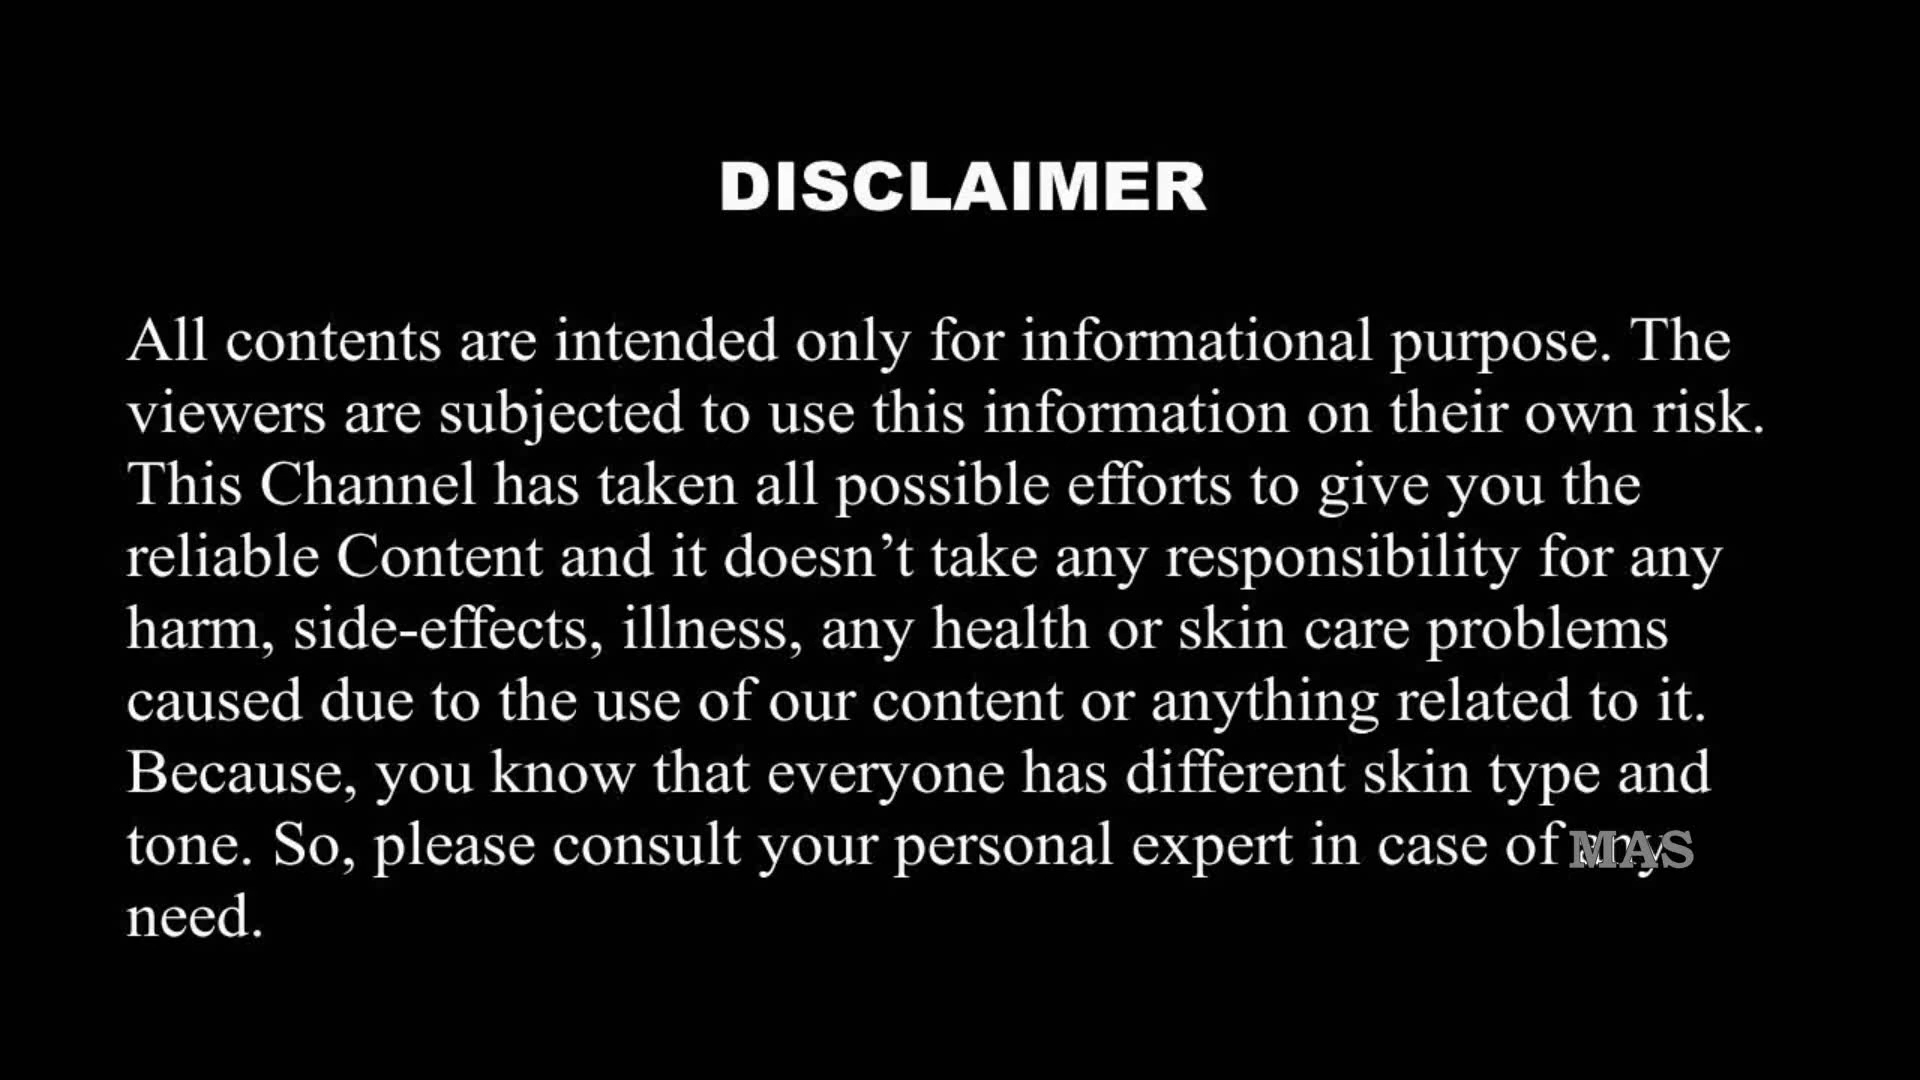 DISCLAIMER
All contents are intended only for informational purpose. The
viewers are subjected to use this information on their own risk.
This Channel has taken all possible efforts to give you the
reliable Content and it doesn’t take any responsibility for any
harm, side-effects, illness, any health or skin care problems
caused due to the use of our content or anything related to it.
Because, you know that everyone has different skin type and
tone. So, please consult your personal expert in case of any
MAS
need.